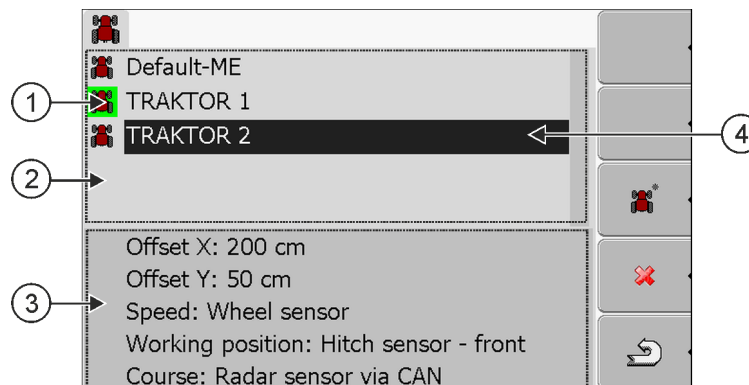 Default-ME
1
TRAKTOR 1
TRAKTOR 2
4
2
Offset X: 200 cm
Offset Y: 50 cm
3
Speed: Wheel sensor
Working position: Hitch sensor - front
Course: Radar sensor via CAN